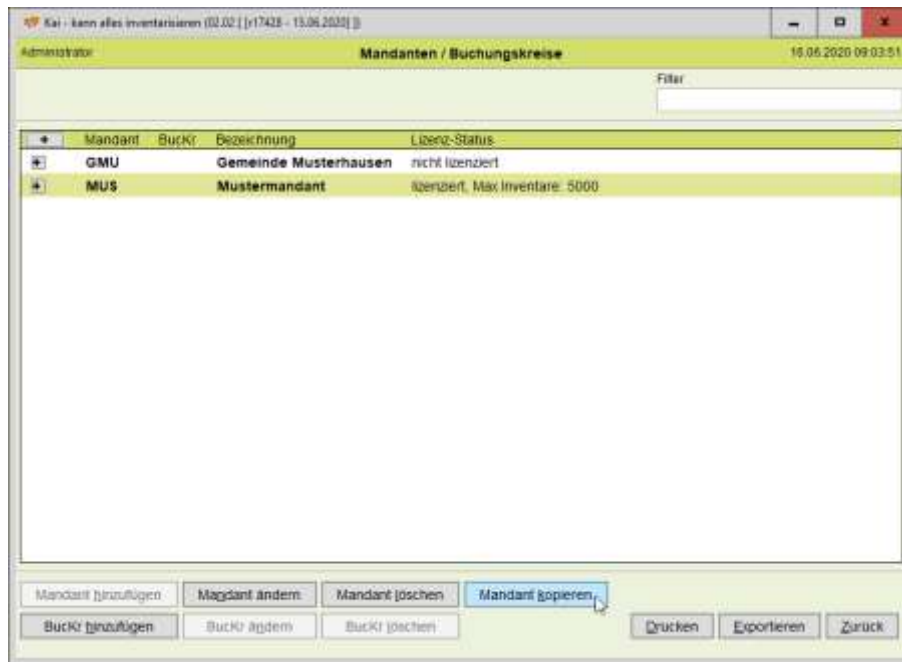 Kai - kann alles inventarisieren (02.02 [ [r17428 - 15.06.2020] ])
Administrator Mandanten / Buchungskreise 16.06.2020 09:03:51
Filter
Mandant BucKr Bezeichnung Lizenz-Status
GMU Gemeinde Musterhausen nicht lizenziert
MUS Mustermandant lizenziert, Max Inventare: 5000
Mandant hinzufügen Mandant ändern Mandant löschen Mandant kopieren
BucKr hinzufügen BucKr ändern BucKr löschen Drucken Exportieren Zurück